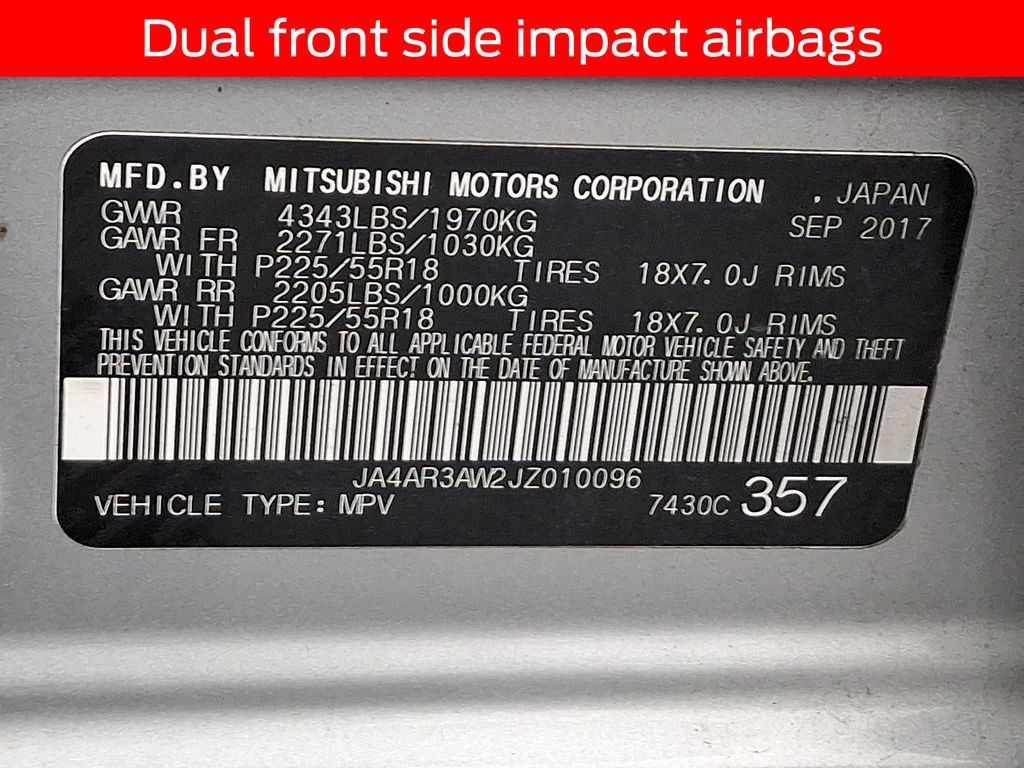 Dual front side impact airbags
MFD.BY MITSUBISHI MOTORS CORPORATION , JAPAN
GVWR 4343LBS/1970KG SEP 2017
GAWR FR 2271LBS/1030KG
WITH P225/55R18 TIRES 18X7.0J RIMS
GAWR RR 2205LBS/1000KG
WITH P225/55R18 TIRES 18X7.0J RIMS
THIS VEHICLE CONFORMS TO ALL APPLICABLE FEDERAL MOTOR VEHICLE SAFETY AND THEFT
PREVENTION STANDARDS IN EFFECT ON THE DATE OF MANUFACTURE SHOWN ABOVE.
JA4AR3AW2JZ010096
VEHICLE TYPE: MPV 7430C 357